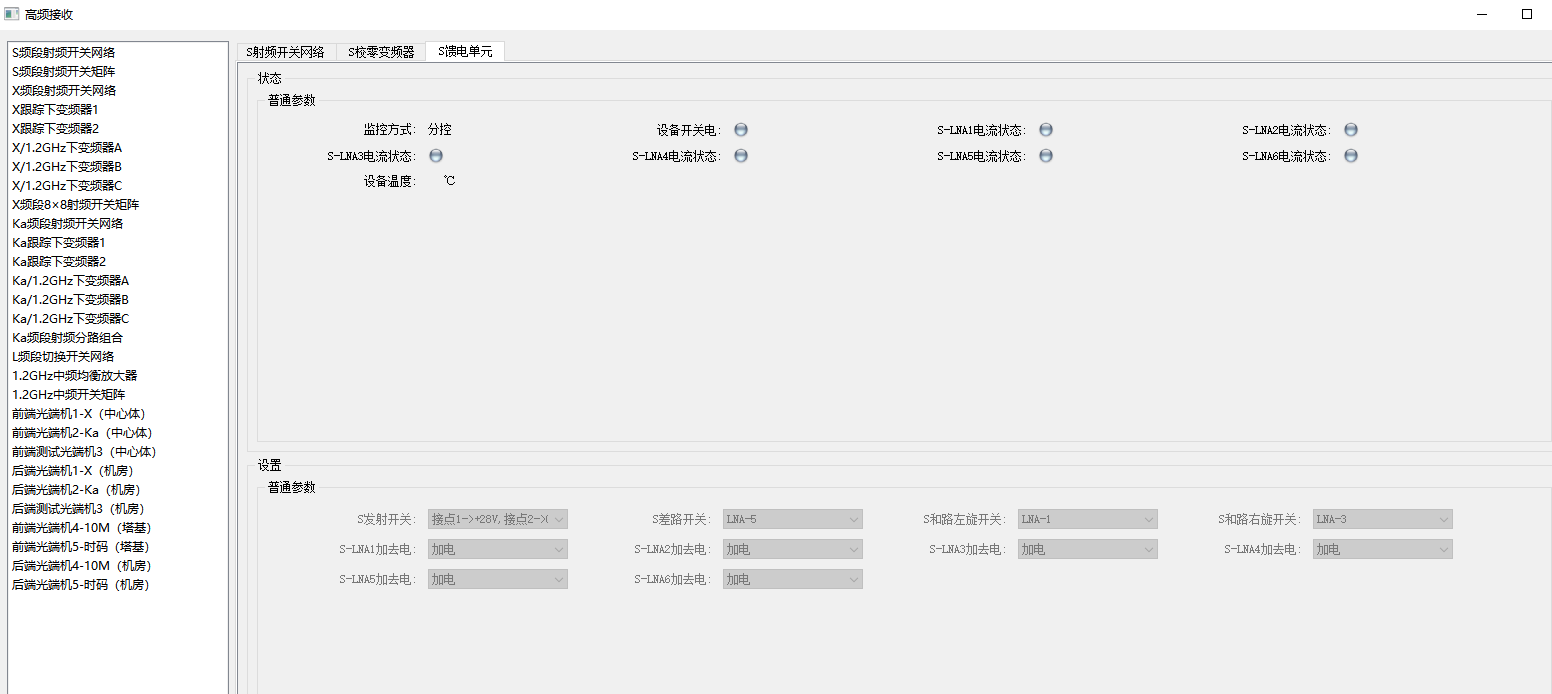 高频接收
S频段射频开关网络
S频段射频开关矩阵
X频段射频开关网络
X跟踪下变频器1
X跟踪下变频器2
X/1.2GHz下变频器A
X/1.2GHz下变频器B
X/1.2GHz下变频器C
X频段8×8射频开关矩阵
Ka频段射频开关网络
Ka跟踪下变频器1
Ka跟踪下变频器2
Ka/1.2GHz下变频器A
Ka/1.2GHz下变频器B
Ka/1.2GHz下变频器C
Ka频段射频分路组合
L频段切换开关网络
1.2GHz中频均衡放大器
1.2GHz中频开关矩阵
前端光端机1-X（中心体）
前端光端机2-Ka（中心体）
前端测试光端机3（中心体）
后端光端机1-X（机房）
后端光端机2-Ka（机房）
后端测试光端机3（机房）
前端光端机4-10M（塔基）
前端光端机5-时码（塔基）
后端光端机4-10M（机房）
后端光端机5-时码（机房）
S射频开关网络 S校零变频器 S馈电单元
状态
普通参数
监控方式: 分控 设备开关电: S-LNA1电流状态: S-LNA2电流状态:
S-LNA3电流状态: S-LNA4电流状态: S-LNA5电流状态: S-LNA6电流状态:
设备温度: ℃
设置
普通参数
S发射开关: 接点1->+28V,接点2->( S差路开关: LNA-5 S和路左旋开关: LNA-1 S和路右旋开关: LNA-3
S-LNA1加去电: 加电 S-LNA2加去电: 加电 S-LNA3加去电: 加电 S-LNA4加去电: 加电
S-LNA5加去电: 加电 S-LNA6加去电: 加电